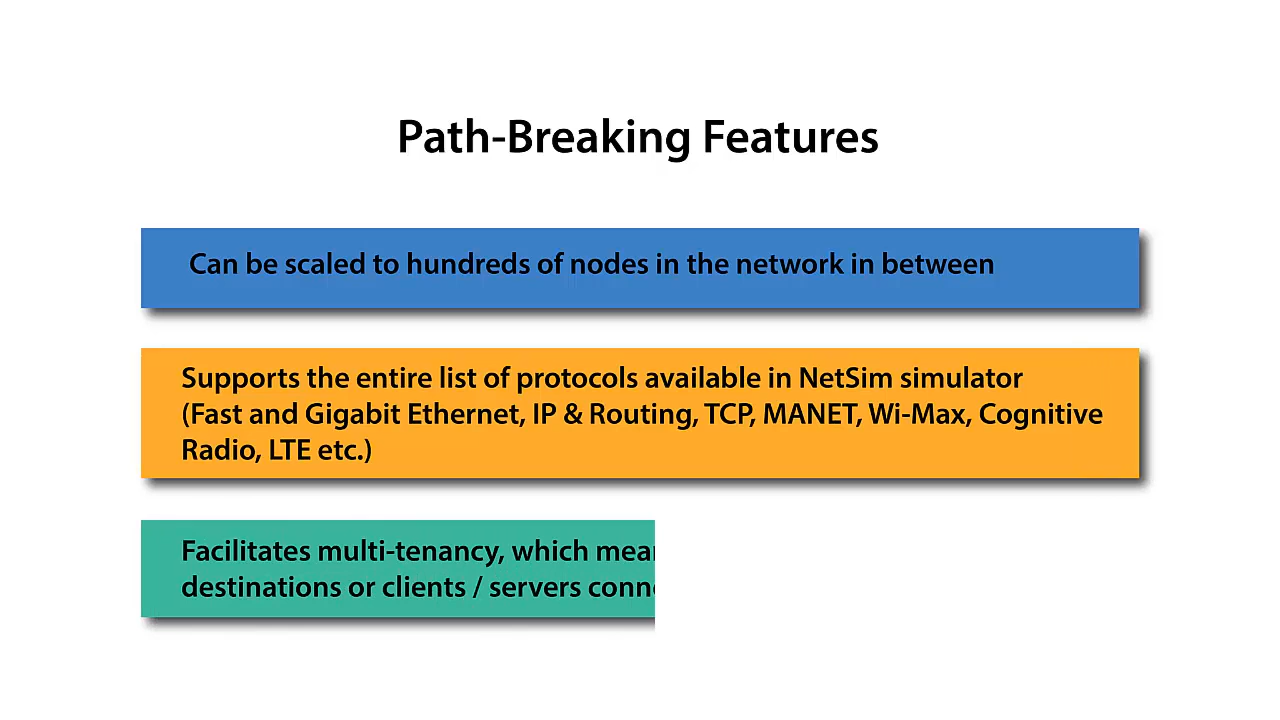 Path-Breaking Features
Can be scaled to hundreds of nodes in the network in between
Supports the entire list of protocols available in NetSim simulator
(Fast and Gigabit Ethernet, IP & Routing, TCP, MANET, Wi-Max, Cognitive
Radio, LTE etc.)
Facilitates multi-tenancy, which
destinations or clients / servers